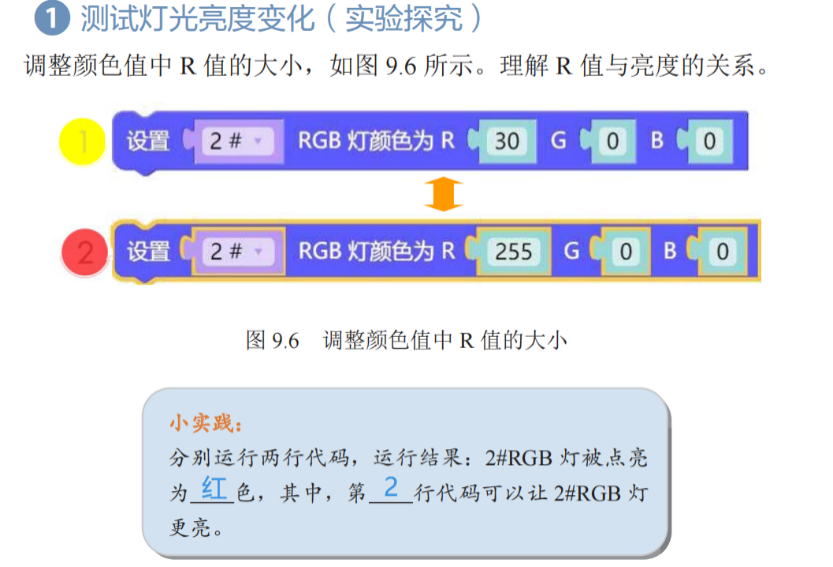 1 测试灯光亮度变化（实验探究）
调整颜色值中 R 值的大小，如图 9.6 所示。理解 R 值与亮度的关系。
1 设置 2 # RGB 灯颜色为 R 30 G 0 B 0
2 设置 2 # RGB 灯颜色为 R 255 G 0 B 0
图 9.6 调整颜色值中 R 值的大小
小实践：
分别运行两行代码，运行结果：2#RGB 灯被点亮
为 红 色，其中，第 2 行代码可以让 2#RGB 灯
更亮。